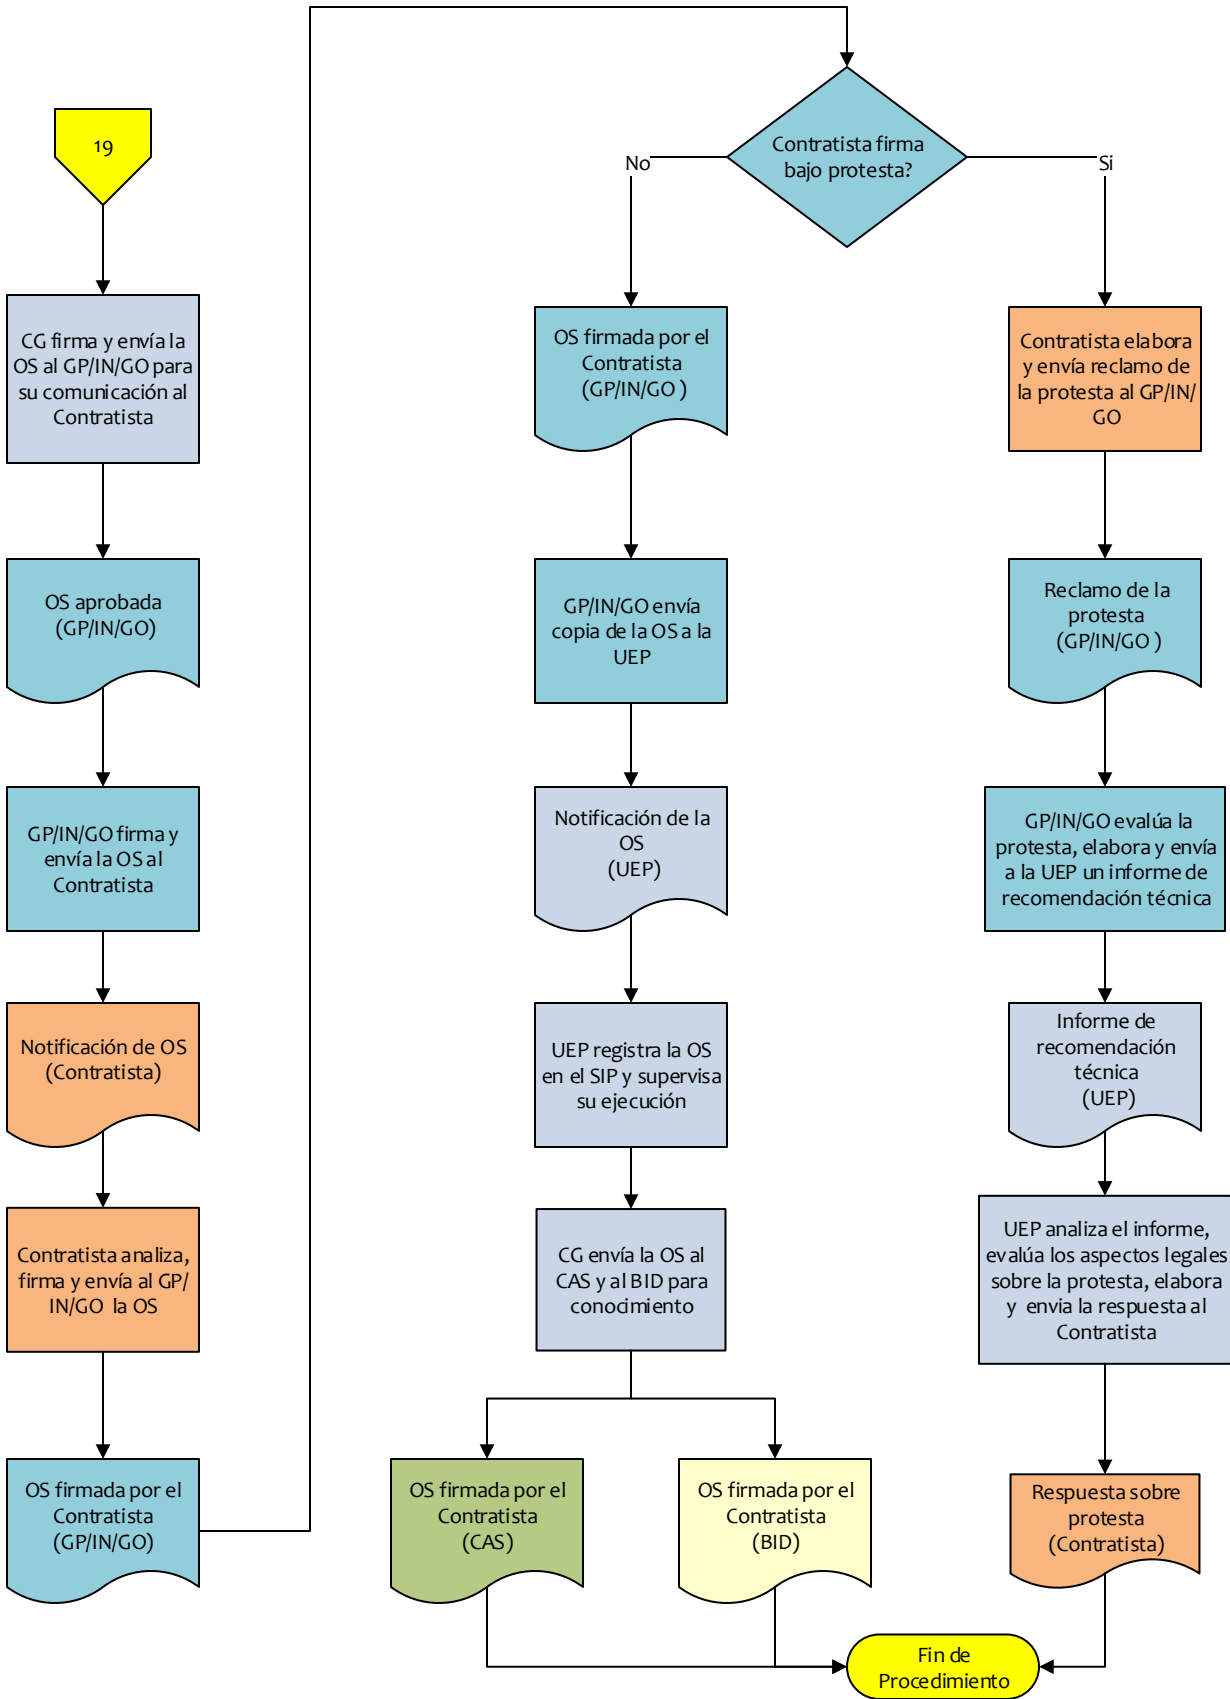 19
CG firma y envía la
OS al GP/IN/GO para
su comunicación al
Contratista
OS aprobada
(GP/IN/GO)
GP/IN/GO firma y
envía la OS al
Contratista
Notificación de OS
(Contratista)
Contratista analiza,
firma y envía al GP/
IN/GO la OS
OS firmada por el
Contratista
(GP/IN/GO)
Contratista firma
bajo protesta?
No
Si
OS firmada por el
Contratista
(GP/IN/GO )
GP/IN/GO envía
copia de la OS a la
UEP
Notificación de la
OS
(UEP)
UEP registra la OS
en el SIP y supervisa
su ejecución
CG envía la OS al
CAS y al BID para
conocimiento
OS firmada por el
Contratista
(CAS)
OS firmada por el
Contratista
(BID)
Contratista elabora
y envía reclamo de
la protesta al GP/IN/
GO
Reclamo de la
protesta
(GP/IN/GO )
GP/IN/GO evalúa la
protesta, elabora y envía
a la UEP un informe de
recomendación técnica
Informe de
recomendación
técnica
(UEP)
UEP analiza el informe,
evalúa los aspectos legales
sobre la protesta, elabora
y envia la respuesta al
Contratista
Respuesta sobre
protesta
(Contratista)
Fin de
Procedimiento